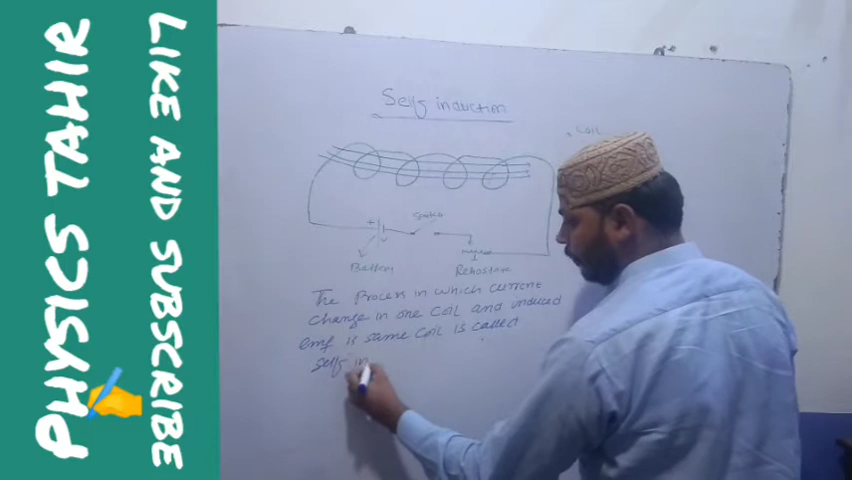 PHYSICS TAHIR
LIKE AND SUBSCRIBE
Self induction
Coil
+
Switch
Battery
Rehostate
The Process in which current
change in one coil and induced
emf is same coil is called
self in